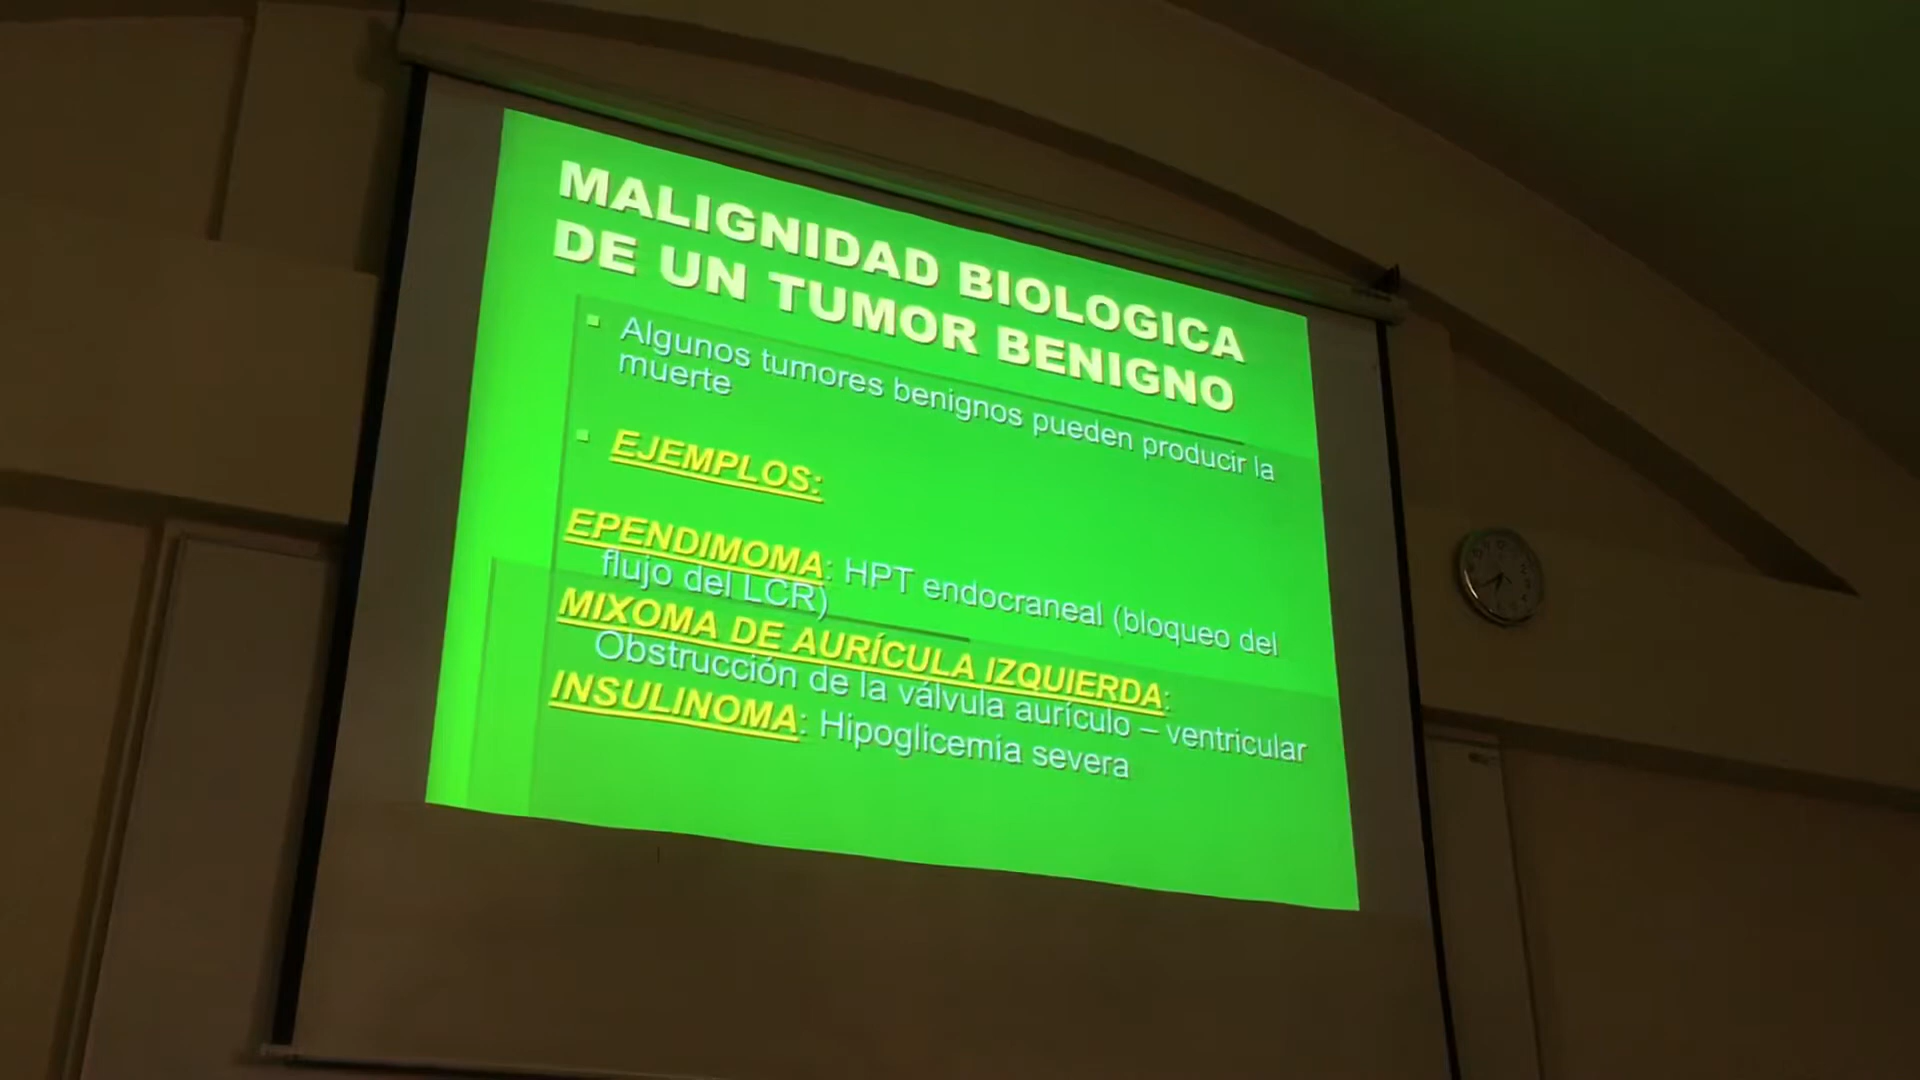 MALIGNIDAD BIOLOGICA
DE UN TUMOR BENIGNO
Algunos tumores benignos pueden producir la
muerte
EJEMPLOS:
EPENDIMOMA: HPT endocraneal (bloqueo del
flujo del LCR)
MIXOMA DE AURÍCULA IZQUIERDA:
Obstrucción de la válvula aurículo – ventricular
INSULINOMA: Hipoglicemia severa